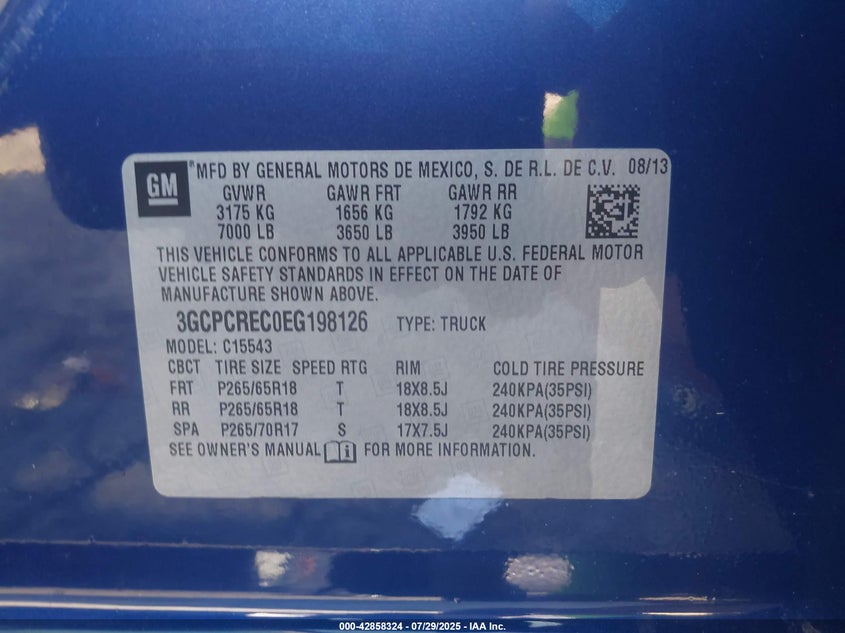 GM
® MFD BY GENERAL MOTORS DE MEXICO, S. DE R.L. DE C.V. 08/13
GVWR GAWR FRT GAWR RR
3175 KG 1656 KG 1792 KG
7000 LB 3650 LB 3950 LB
THIS VEHICLE CONFORMS TO ALL APPLICABLE U.S. FEDERAL MOTOR
VEHICLE SAFETY STANDARDS IN EFFECT ON THE DATE OF
MANUFACTURE SHOWN ABOVE.
3GCPCREC0EG198126 TYPE: TRUCK
MODEL: C15543
CBCT TIRE SIZE SPEED RTG RIM COLD TIRE PRESSURE
FRT P265/65R18 T 18X8.5J 240KPA(35PSI)
RR P265/65R18 T 18X8.5J 240KPA(35PSI)
SPA P265/70R17 S 17X7.5J 240KPA(35PSI)
SEE OWNER'S MANUAL FOR MORE INFORMATION.
000-42858324 / 07/29/2025 - IAA Inc.